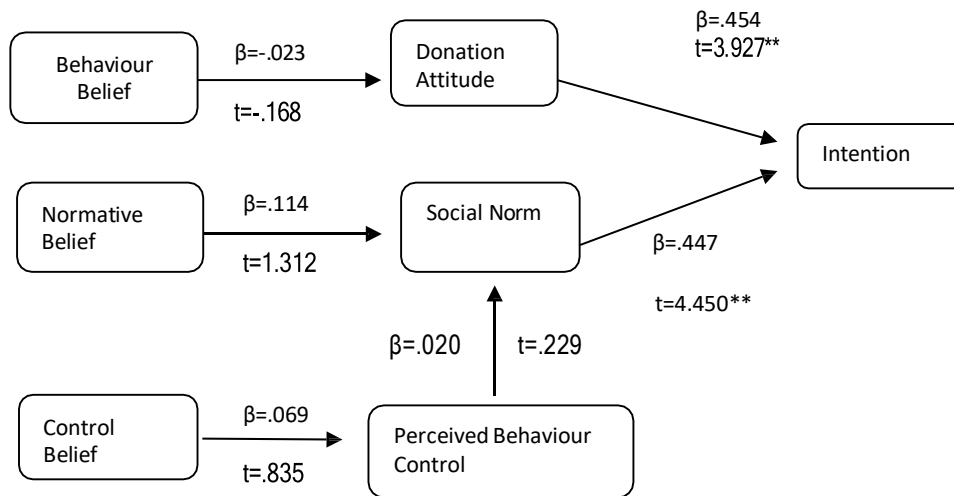 β=.454
t=3.927**
Behaviour
Belief
β=-.023
t=-.168
Donation
Attitude
Intention
Normative
Belief
β=.114
t=1.312
Social Norm
β=.447
t=4.450**
β=.020
t=.229
Control
Belief
β=.069
t=.835
Perceived Behaviour
Control